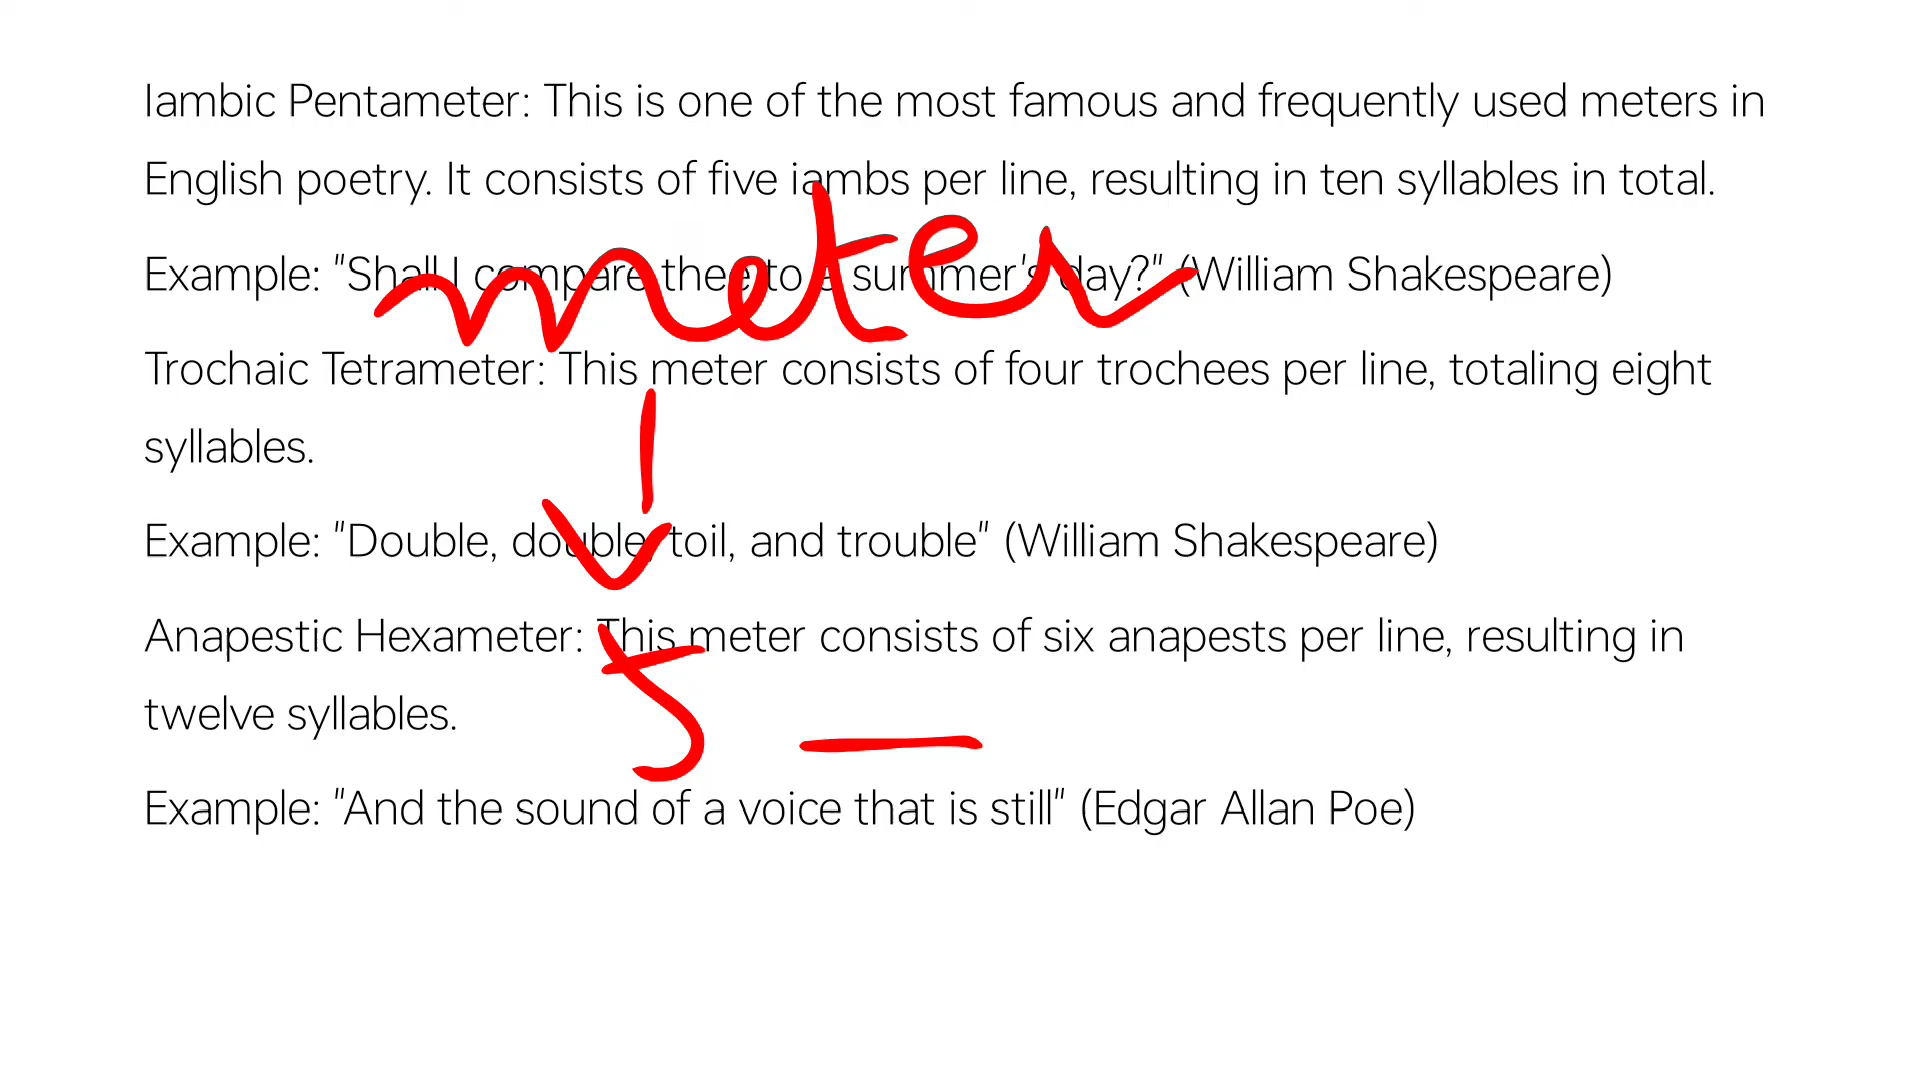 Iambic Pentameter: This is one of the most famous and frequently used meters in
English poetry. It consists of five iambs per line, resulting in ten syllables in total.
Example: "Shall I compare thee to a summer's day?" (William Shakespeare)
meter
Trochaic Tetrameter: This meter consists of four trochees per line, totaling eight
syllables.
Example: "Double, double, toil, and trouble" (William Shakespeare)
Anapestic Hexameter: This meter consists of six anapests per line, resulting in
twelve syllables.
Example: "And the sound of a voice that is still" (Edgar Allan Poe)